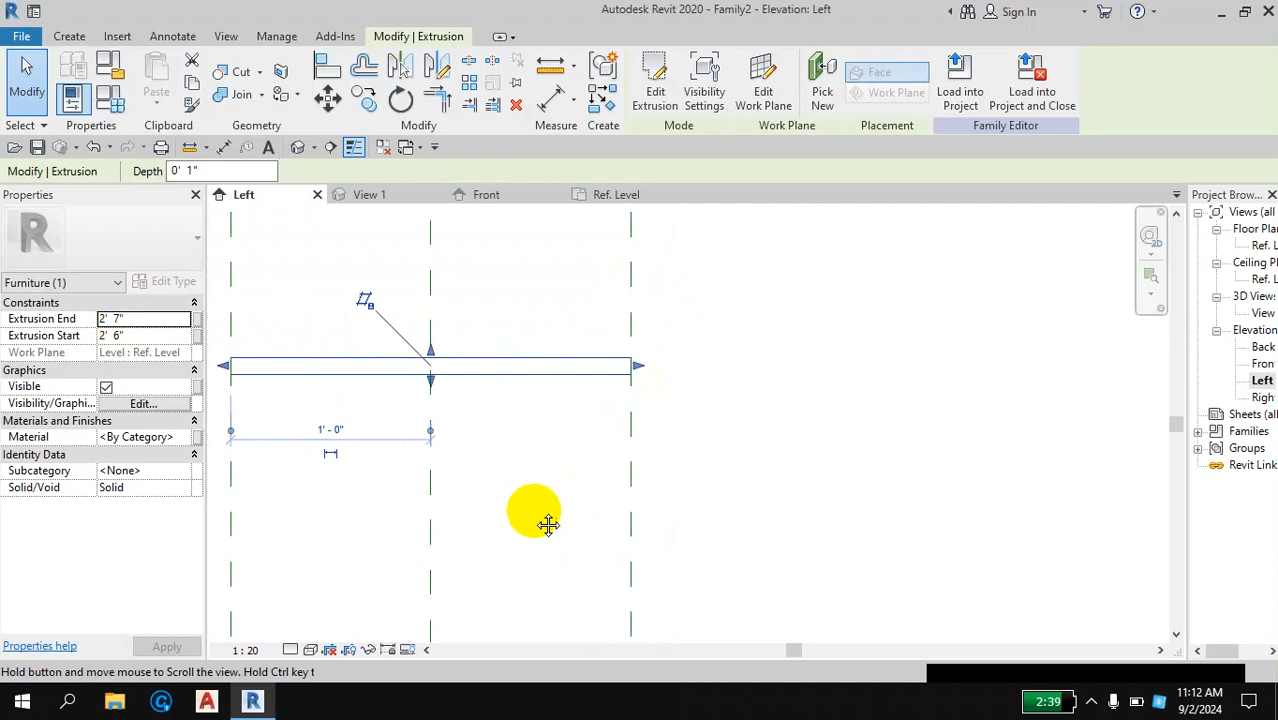 Autodesk Revit 2020 - Family2 - Elevation: Left
Sign In
File Create Insert Annotate View Manage Add-Ins Modify | Extrusion
Modify
Paste
Cut
Join
Edit Extrusion
Visibility Settings
Edit Work Plane
Pick New
Face
Work Plane
Load into Project
Load into Project and Close
Select Properties Clipboard Geometry Modify Measure Create Mode Work Plane Placement Family Editor
Modify | Extrusion Depth 0' 1"
Properties
Left View 1 Front Ref. Level
Project Brow...
R
Furniture (1) Edit Type
Constraints
Extrusion End 2' 7"
Extrusion Start 2' 6"
Work Plane Level : Ref. Level
Graphics
Visible
Visibility/Graphi... Edit...
Materials and Finishes
Material <By Category>
Identity Data
Subcategory <None>
Solid/Void Solid
Properties help Apply
1' - 0"
2D
Views (all
Floor Plan
Ref. L
Ceiling P
Ref. L
3D View
View
Elevation
Back
Fron
Left
Right
Sheets (all
Families
Groups
Revit Link
1 : 20
Hold button and move mouse to Scroll the view. Hold Ctrl key t
2:39
11:12 AM
9/2/2024